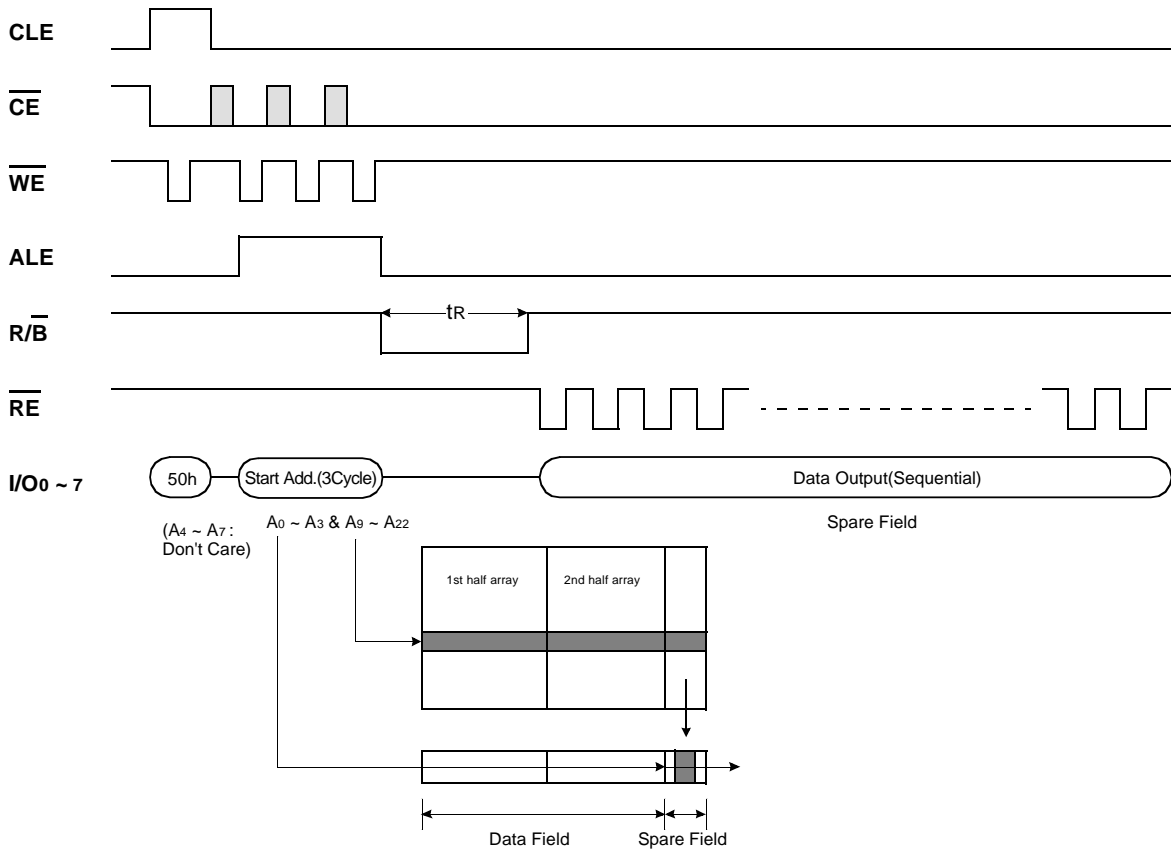 CLE
CE
WE
ALE
R/B
tR
RE
I/O0 ~ 7
50h
Start Add.(3Cycle)
Data Output(Sequential)
(A4 ~ A7 :
Don't Care)
A0 ~ A3 & A9 ~ A22
Spare Field
1st half array
2nd half array
Data Field
Spare Field